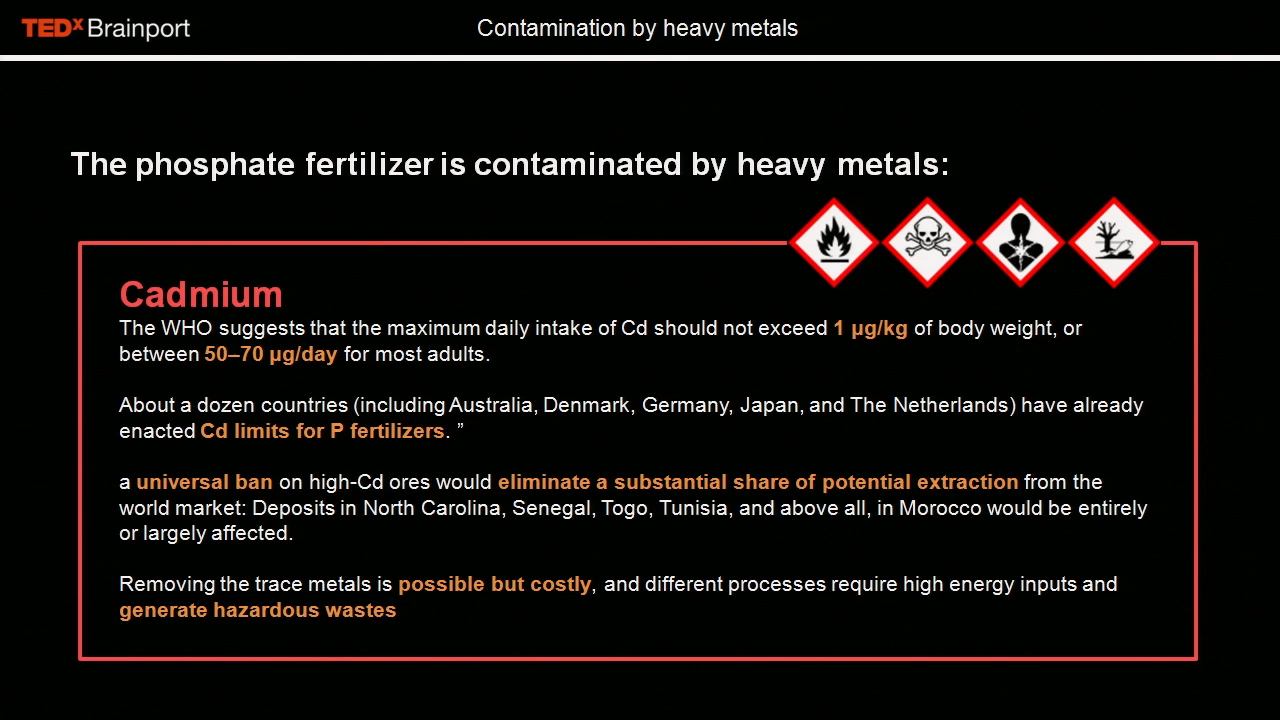 TEDxBrainport
Contamination by heavy metals
The phosphate fertilizer is contaminated by heavy metals:
Cadmium
The WHO suggests that the maximum daily intake of Cd should not exceed 1 µg/kg of body weight, or
between 50–70 µg/day for most adults.
About a dozen countries (including Australia, Denmark, Germany, Japan, and The Netherlands) have already
enacted Cd limits for P fertilizers. ”
a universal ban on high-Cd ores would eliminate a substantial share of potential extraction from the
world market: Deposits in North Carolina, Senegal, Togo, Tunisia, and above all, in Morocco would be entirely
or largely affected.
Removing the trace metals is possible but costly, and different processes require high energy inputs and
generate hazardous wastes